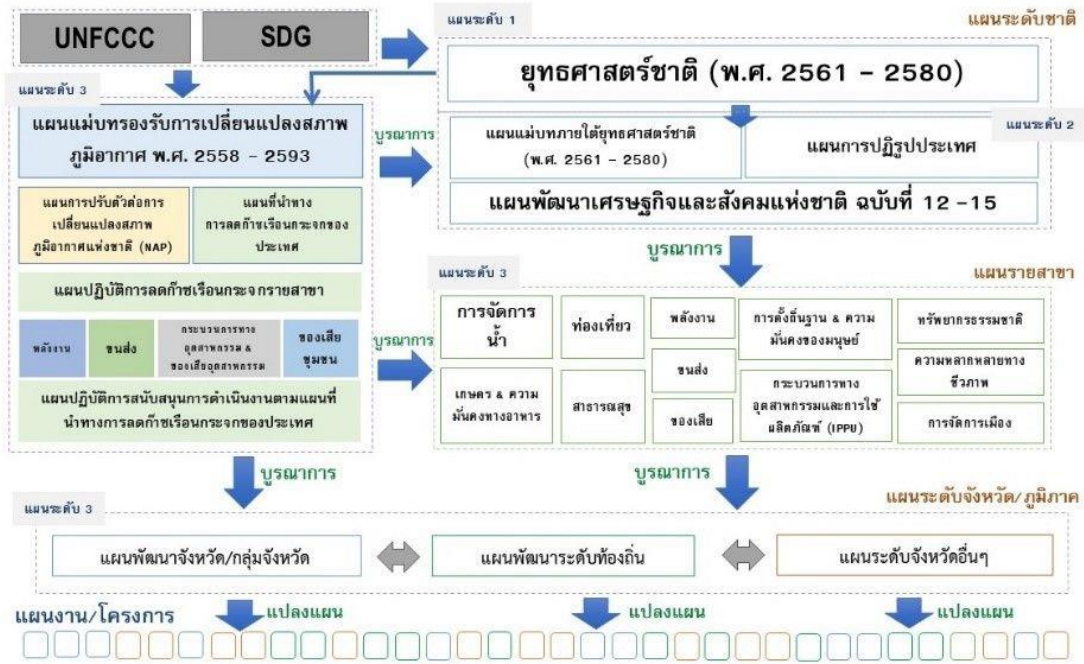 UNFCCC
SDG
แผนระดับ 1
แผนระดับชาติ
ยุทธศาสตร์ชาติ (พ.ศ. 2561 – 2580)
แผนระดับ 3
แผนแม่บทรองรับการเปลี่ยนแปลงสภาพ
ภูมิอากาศ พ.ศ. 2558 - 2593
บูรณาการ
แผนแม่บทภายใต้ยุทธศาสตร์ชาติ
(พ.ศ. 2561 – 2580)
แผนการปฏิรูปประเทศ
แผนระดับ 2
แผนพัฒนาเศรษฐกิจและสังคมแห่งชาติ ฉบับที่ 12 -15
แผนการปรับตัวต่อการ
เปลี่ยนแปลงสภาพ
ภูมิอากาศแห่งชาติ (NAP)
แผนที่นำทาง
การลดก๊าซเรือนกระจกของ
ประเทศ
บูรณาการ
แผนปฏิบัติการลดก๊าซเรือนกระจกรายสาขา
พลังงาน
ขนส่ง
กระบวนการทาง
อุตสาหกรรม &
ของเสียอุตสาหกรรม
ของเสีย
ชุมชน
แผนปฏิบัติการสนับสนุนการดำเนินงานตามแผนที่
นำทางการลดก๊าซเรือนกระจกของประเทศ
บูรณาการ
แผนระดับ 3
แผนรายสาขา
การจัดการ
น้ำ
ท่องเที่ยว
พลังงาน
การตั้งถิ่นฐาน & ความ
มั่นคงของมนุษย์
ทรัพยากรธรรมชาติ
ขนส่ง
ความหลากหลายทาง
ชีวภาพ
เกษตร & ความ
มั่นคงทางอาหาร
สาธารณสุข
ของเสีย
กระบวนการทาง
อุตสาหกรรมและการใช้
ผลิตภัณฑ์ (IPPU)
การจัดการเมือง
บูรณาการ
บูรณาการ
แผนระดับ 3
แผนระดับจังหวัด/ภูมิภาค
แผนพัฒนาจังหวัด/กลุ่มจังหวัด
แผนพัฒนาระดับท้องถิ่น
แผนระดับจังหวัดอื่นๆ
แผนงาน/โครงการ
แปลงแผน
แปลงแผน
แปลงแผน